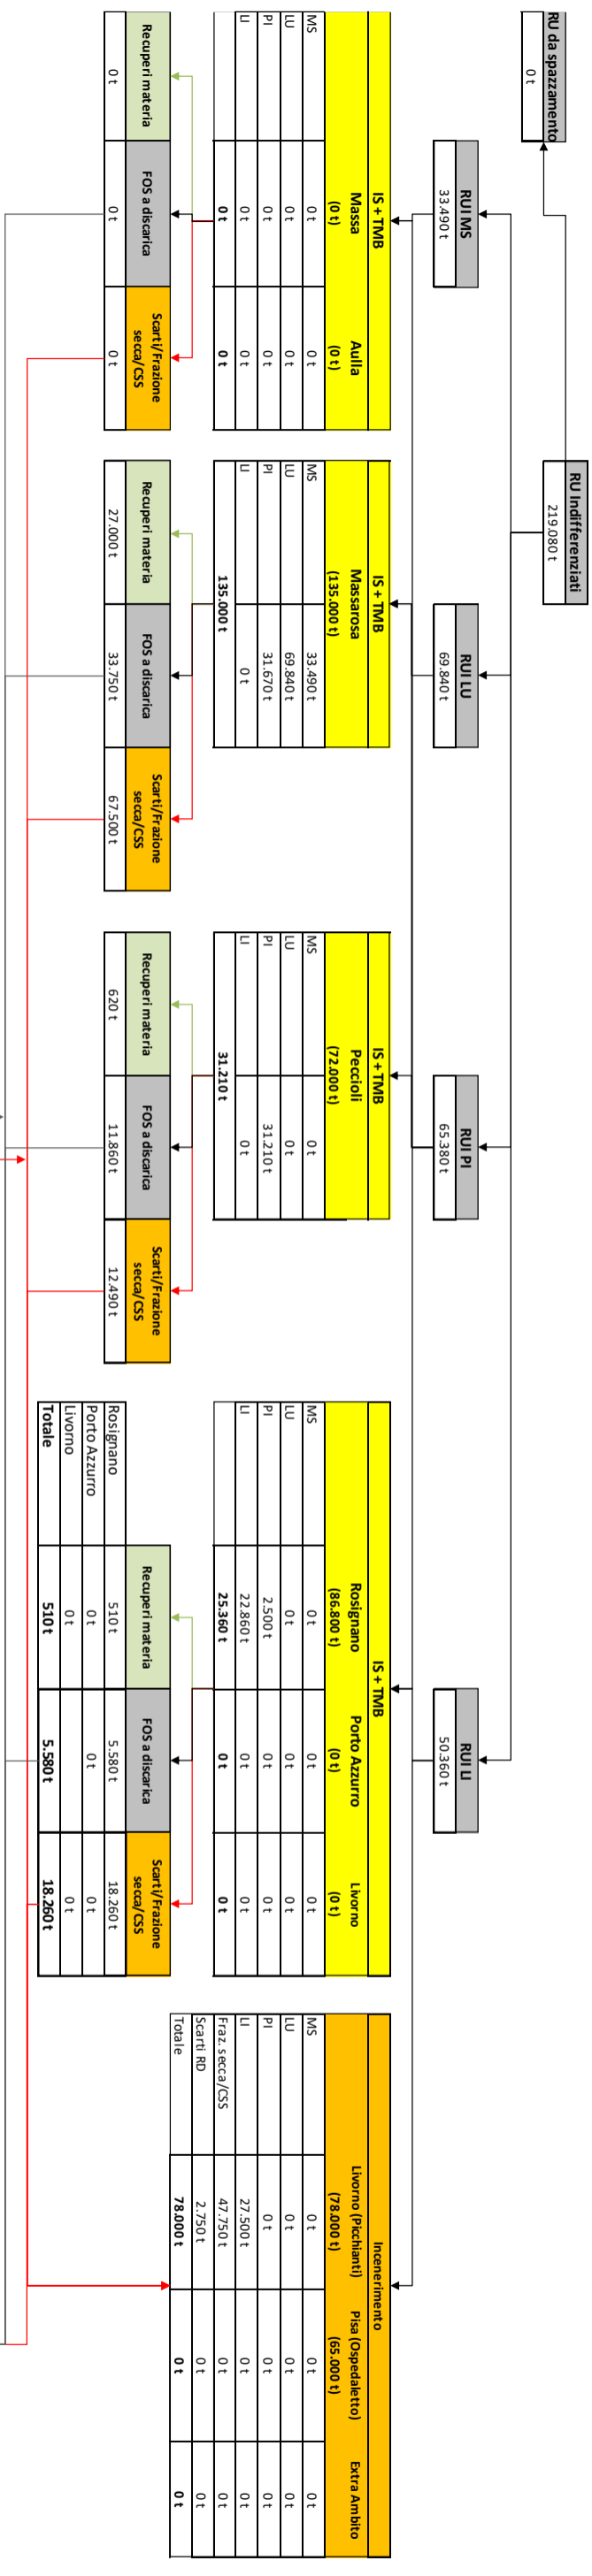 RU Indifferenziati
219.080 t
RU da spazzamento
0 t
RUI MS
33.490 t
RUI LU
69.840 t
RUI PI
65.380 t
RUI LI
50.360 t
IS + TMB
Massa Aulla
(0 t) (0 t)
MS 0 t 0 t
LU 0 t 0 t
PI 0 t 0 t
LI 0 t 0 t
0 t 0 t
IS + TMB
Massarosa
(135.000 t)
MS 33.490 t
LU 69.840 t
PI 31.670 t
LI 0 t
135.000 t
IS + TMB
Peccioli
(72.000 t)
MS 0 t
LU 0 t
PI 31.210 t
LI 0 t
31.210 t
IS + TMB
Rosignano Porto Azzurro Livorno
(86.800 t) (0 t) (0 t)
MS 0 t 0 t 0 t
LU 0 t 0 t 0 t
PI 2.500 t 0 t 0 t
LI 22.860 t 0 t 0 t
25.360 t 0 t 0 t
Incenerimento
Livorno (Picchianti) Pisa (Ospedaletto) Extra Ambito
(78.000 t) (65.000 t)
MS 0 t 0 t 0 t
LU 0 t 0 t 0 t
PI 0 t 0 t 0 t
LI 27.500 t 0 t 0 t
Fraz. secca/CSS 47.750 t 0 t 0 t
Scarti RD 2.750 t 0 t 0 t
Totale 78.000 t 0 t 0 t
Recuperi materia FOS a discarica Scarti/Frazione
secca/CSS
0 t 0 t 0 t
Recuperi materia FOS a discarica Scarti/Frazione
secca/CSS
27.000 t 33.750 t 67.500 t
Recuperi materia FOS a discarica Scarti/Frazione
secca/CSS
620 t 11.860 t 12.490 t
Recuperi materia FOS a discarica Scarti/Frazione
secca/CSS
Rosignano 510 t 5.580 t 18.260 t
Porto Azzurro 0 t 0 t 0 t
Livorno 0 t 0 t
Totale 510 t 5.580 t 18.260 t